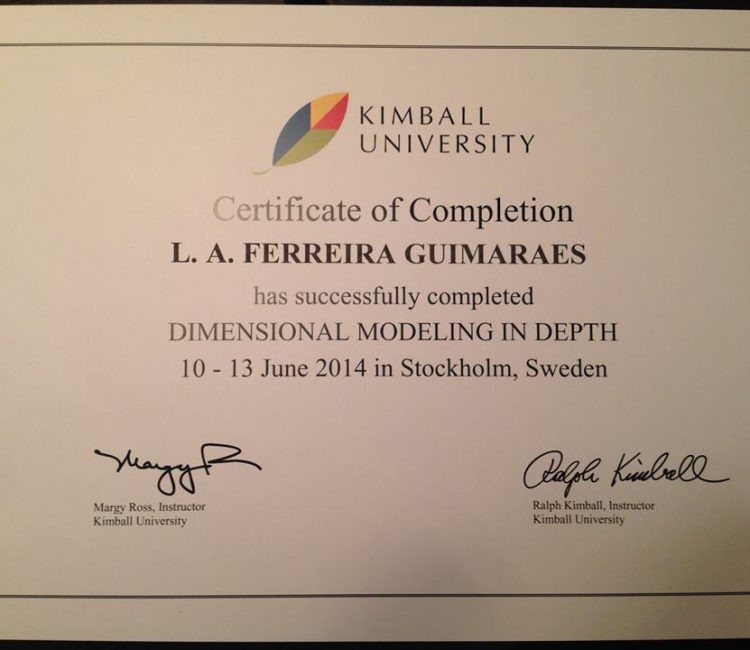 KIMBALL
UNIVERSITY
Certificate of Completion
L. A. FERREIRA GUIMARAES
has successfully completed
DIMENSIONAL MODELING IN DEPTH
10 - 13 June 2014 in Stockholm, Sweden
Margy R
Margy Ross, Instructor
Kimball University
Ralph Kimball
Ralph Kimball, Instructor
Kimball University